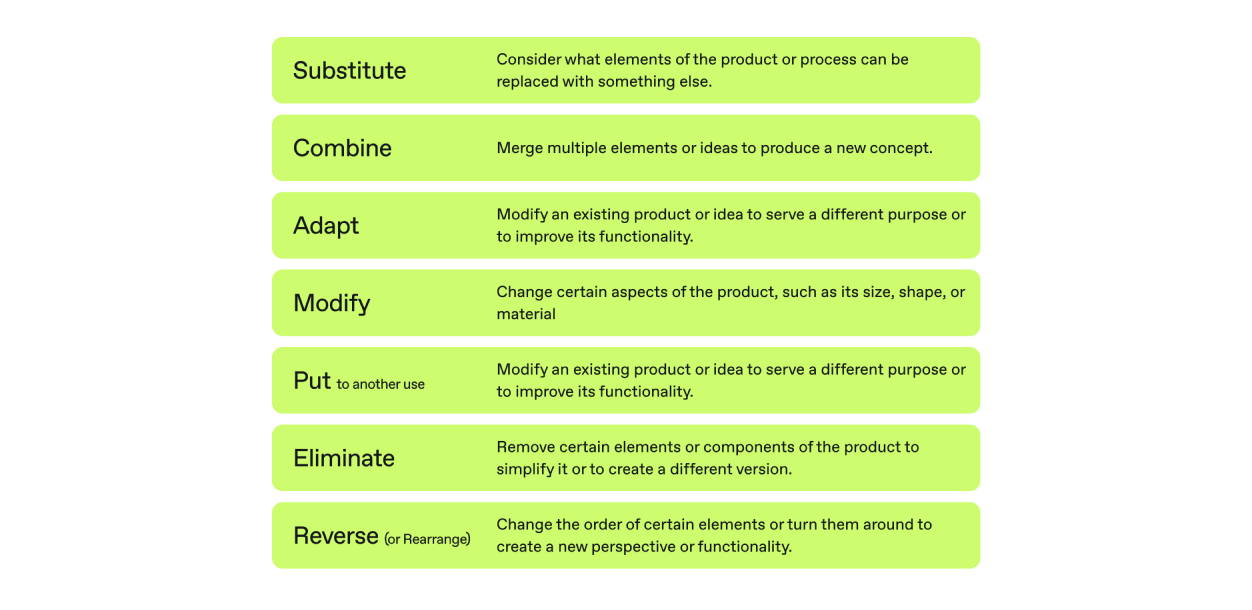 Substitute
Consider what elements of the product or process can be
replaced with something else.
Combine
Merge multiple elements or ideas to produce a new concept.
Adapt
Modify an existing product or idea to serve a different purpose or
to improve its functionality.
Modify
Change certain aspects of the product, such as its size, shape, or
material
Put to another use
Modify an existing product or idea to serve a different purpose or
to improve its functionality.
Eliminate
Remove certain elements or components of the product to
simplify it or to create a different version.
Reverse (or Rearrange)
Change the order of certain elements or turn them around to
create a new perspective or functionality.